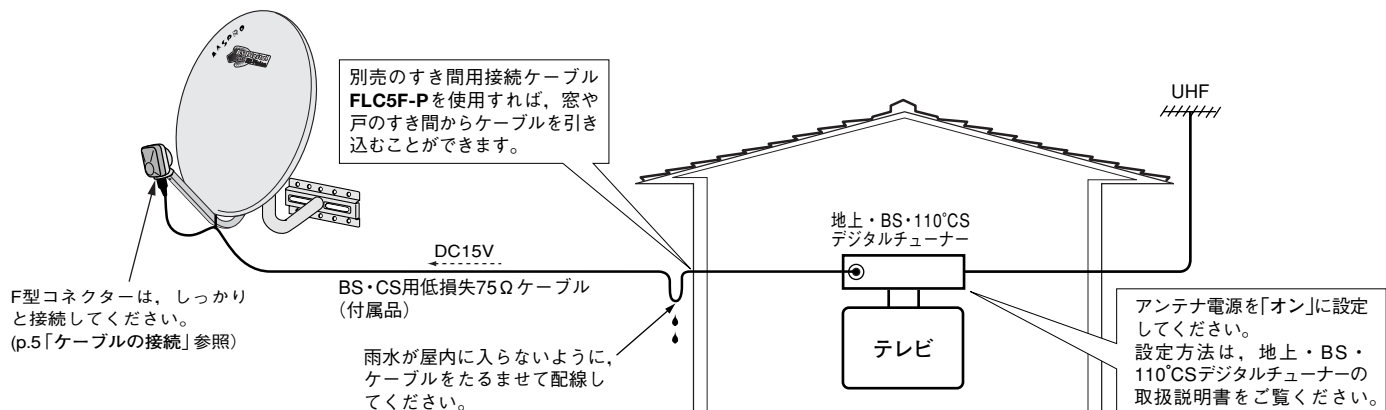 MASPRO
別売のすき間用接続ケーブル
FLC5F-Pを使用すれば，窓や
戸のすき間からケーブルを引き
込むことができます。
UHF
地上・BS・110°CS
デジタルチューナー
DC15V
BS・CS用低損失75Ωケーブル
（付属品）
F型コネクターは，しっかり
と接続してください。
(p.5「ケーブルの接続」参照）
雨水が屋内に入らないように，
ケーブルをたるませて配線し
てください。
テレビ
アンテナ電源を「オン」に設定
してください。
設定方法は，地上・BS・
110°CSデジタルチューナーの
取扱説明書をご覧ください。